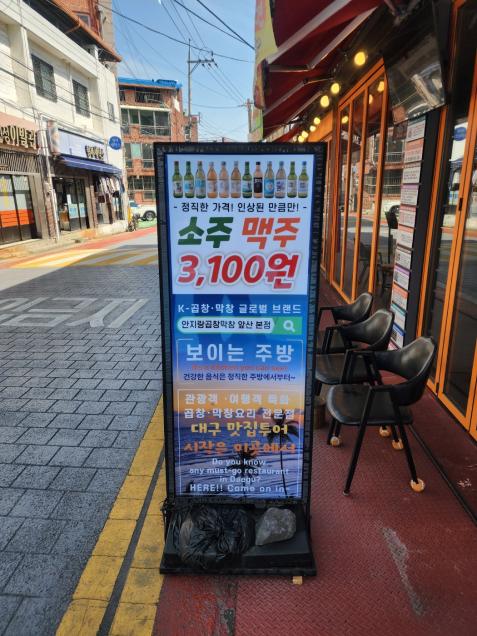 - 정직한 가격! 인상된 만큼만! -
소주 맥주
3,100원
K-곱창·막창 글로벌 브랜드
안지랑곱창막창 앞산 본점
보이는 주방
건강한 음식은 정직한 주방에서부터~
관광객 ·여행객 특화
곱창·막창요리 전문점
대구 맛집투어
시작은 이곳에서
Do you know
any must-go restaurant
in Daegu?
HERE!! Come on in